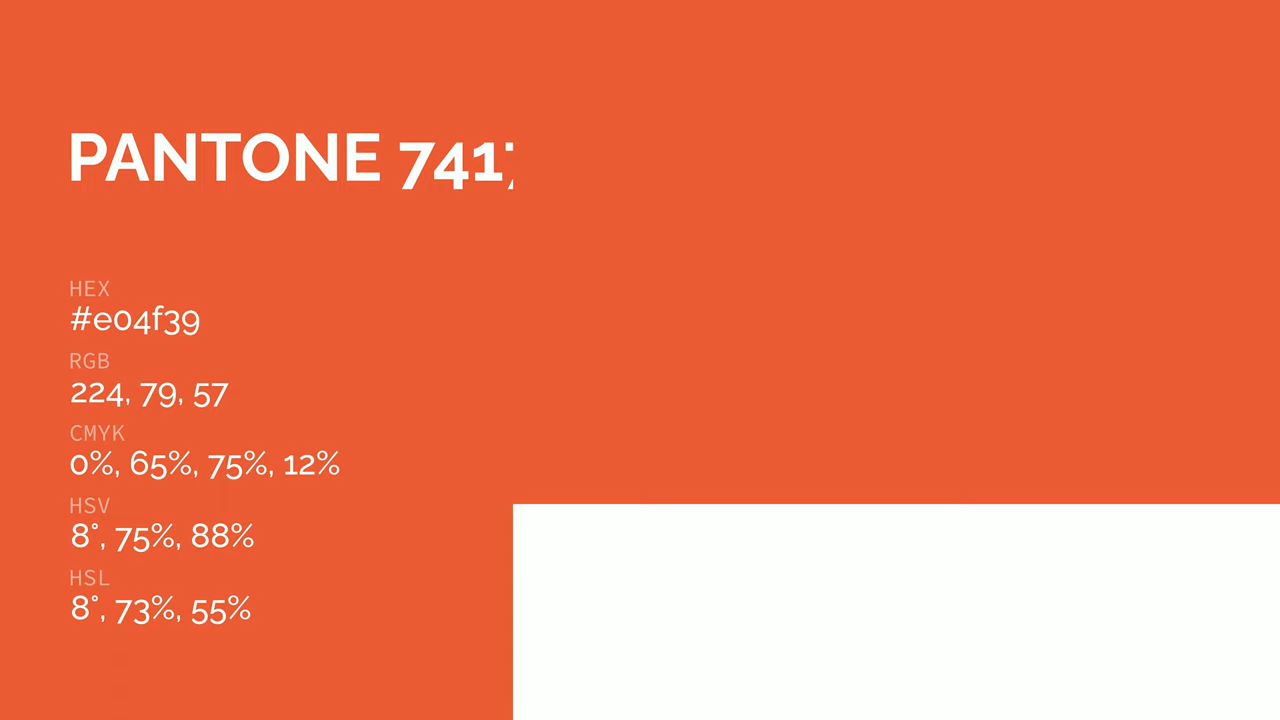 PANTONE 7417
HEX
#e04f39
RGB
224, 79, 57
CMYK
0%, 65%, 75%, 12%
HSV
8°, 75%, 88%
HSL
8°, 73%, 55%